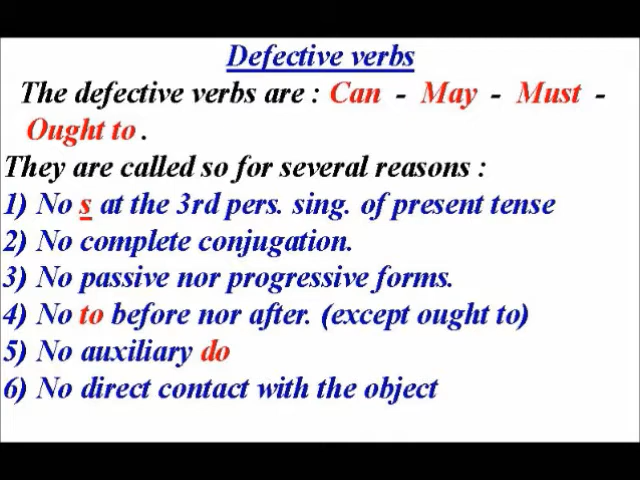 Defective verbs
The defective verbs are : Can - May - Must -
Ought to .
They are called so for several reasons :
1) No s at the 3rd pers. sing. of present tense
2) No complete conjugation.
3) No passive nor progressive forms.
4) No to before nor after. (except ought to)
5) No auxiliary do
6) No direct contact with the object